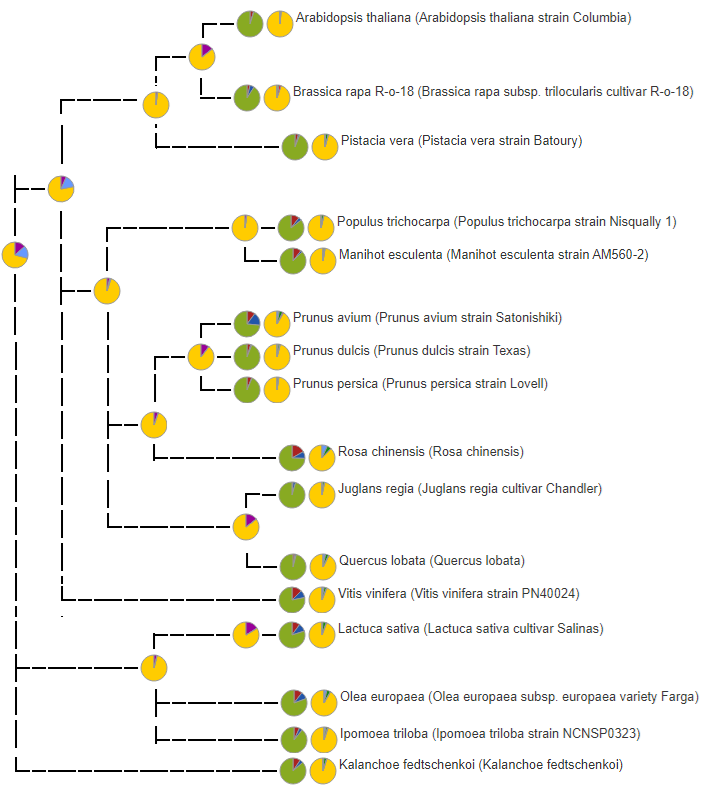 Arabidopsis thaliana (Arabidopsis thaliana strain Columbia)
Brassica rapa R-o-18 (Brassica rapa subsp. trilocularis cultivar R-o-18)
Pistacia vera (Pistacia vera strain Batoury)
Populus trichocarpa (Populus trichocarpa strain Nisqually 1)
Manihot esculenta (Manihot esculenta strain AM560-2)
Prunus avium (Prunus avium strain Satonishiki)
Prunus dulcis (Prunus dulcis strain Texas)
Prunus persica (Prunus persica strain Lovell)
Rosa chinensis (Rosa chinensis)
Juglans regia (Juglans regia cultivar Chandler)
Quercus lobata (Quercus lobata)
Vitis vinifera (Vitis vinifera strain PN40024)
Lactuca sativa (Lactuca sativa cultivar Salinas)
Olea europaea (Olea europaea subsp. europaea variety Farga)
Ipomoea triloba (Ipomoea triloba strain NCNSP0323)
Kalanchoe fedtschenkoi (Kalanchoe fedtschenkoi)